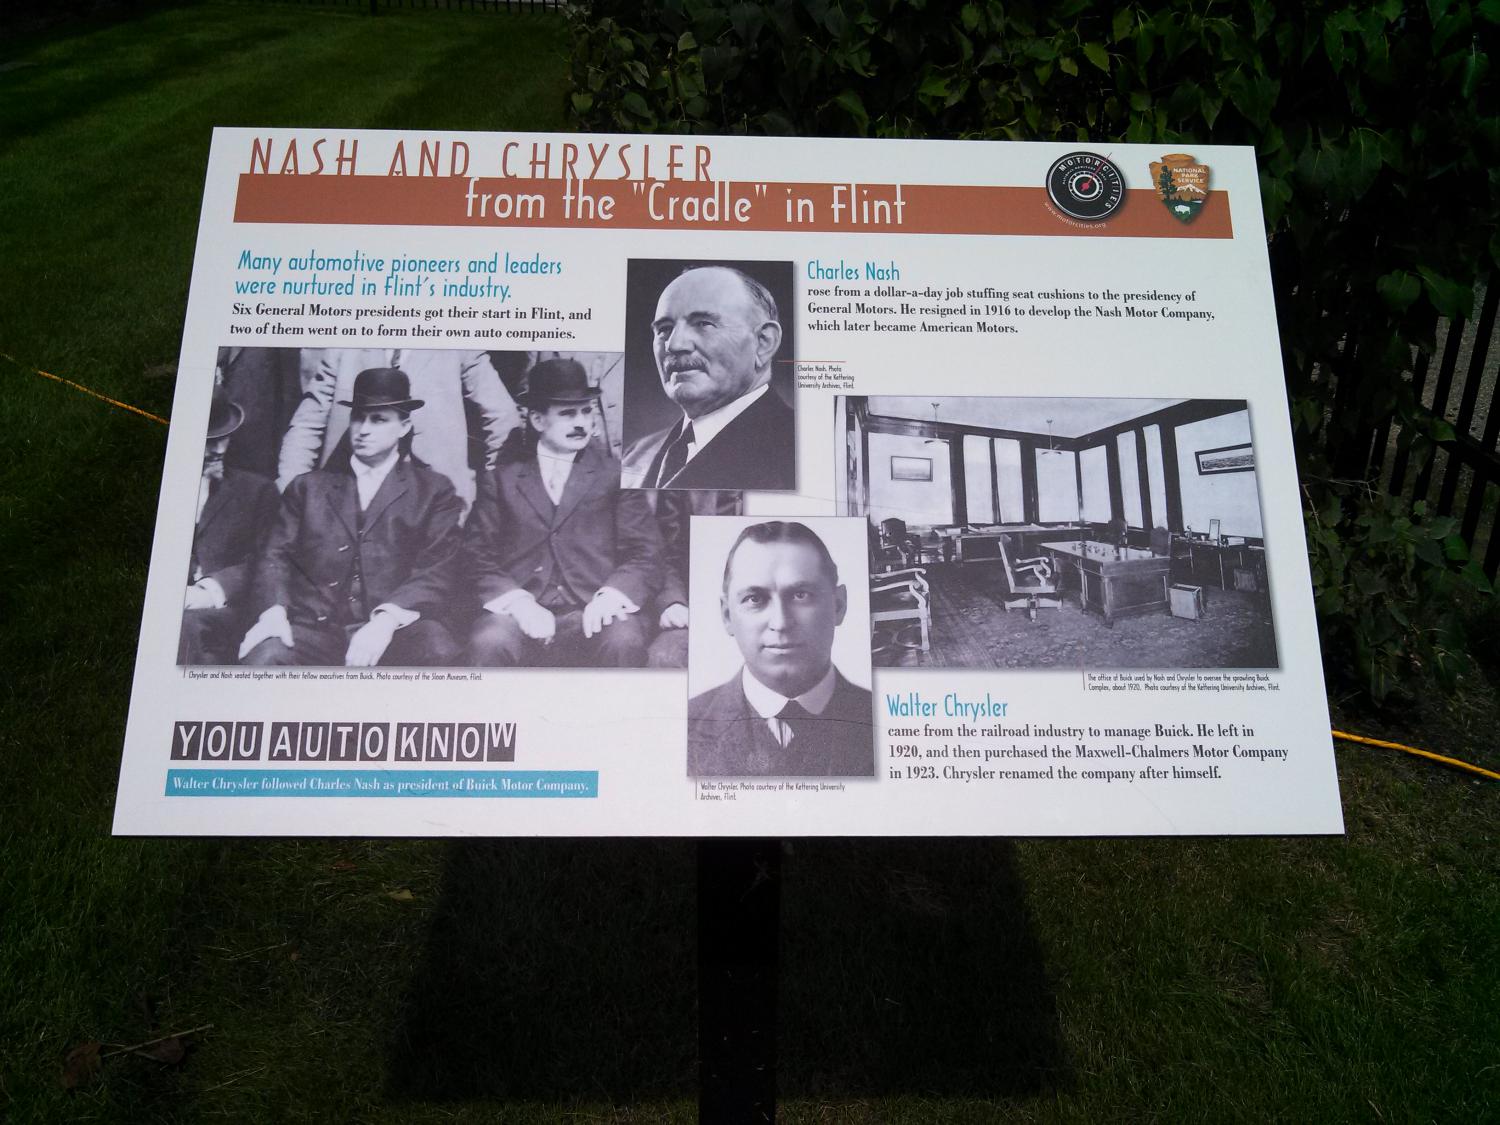 NASH AND CHRYSLER
from the "Cradle" in Flint
MOTORCITIES
www.motorcities.org
NATIONAL
PARK
SERVICE
Many automotive pioneers and leaders
were nurtured in Flint's industry.
Six General Motors presidents got their start in Flint, and
two of them went on to form their own auto companies.
Charles Nash
rose from a dollar-a-day job stuffing seat cushions to the presidency of
General Motors. He resigned in 1916 to develop the Nash Motor Company,
which later became American Motors.
Charles Nash. Photo
courtesy of the Kettering
University Archives, Flint.
Chrysler and Nash seated together with their fellow executives from Buick. Photo courtesy of the Sloan Museum, Flint.
The office at Buick used by Nash and Chrysler to oversee the sprawling Buick
Complex, about 1920. Photo courtesy of the Kettering University Archives, Flint.
Walter Chrysler
came from the railroad industry to manage Buick. He left in
1920, and then purchased the Maxwell-Chalmers Motor Company
in 1923. Chrysler renamed the company after himself.
YOU AUTO KNOW
Walter Chrysler followed Charles Nash as president of Buick Motor Company.
Walter Chrysler. Photo courtesy of the Kettering University
Archives, Flint.